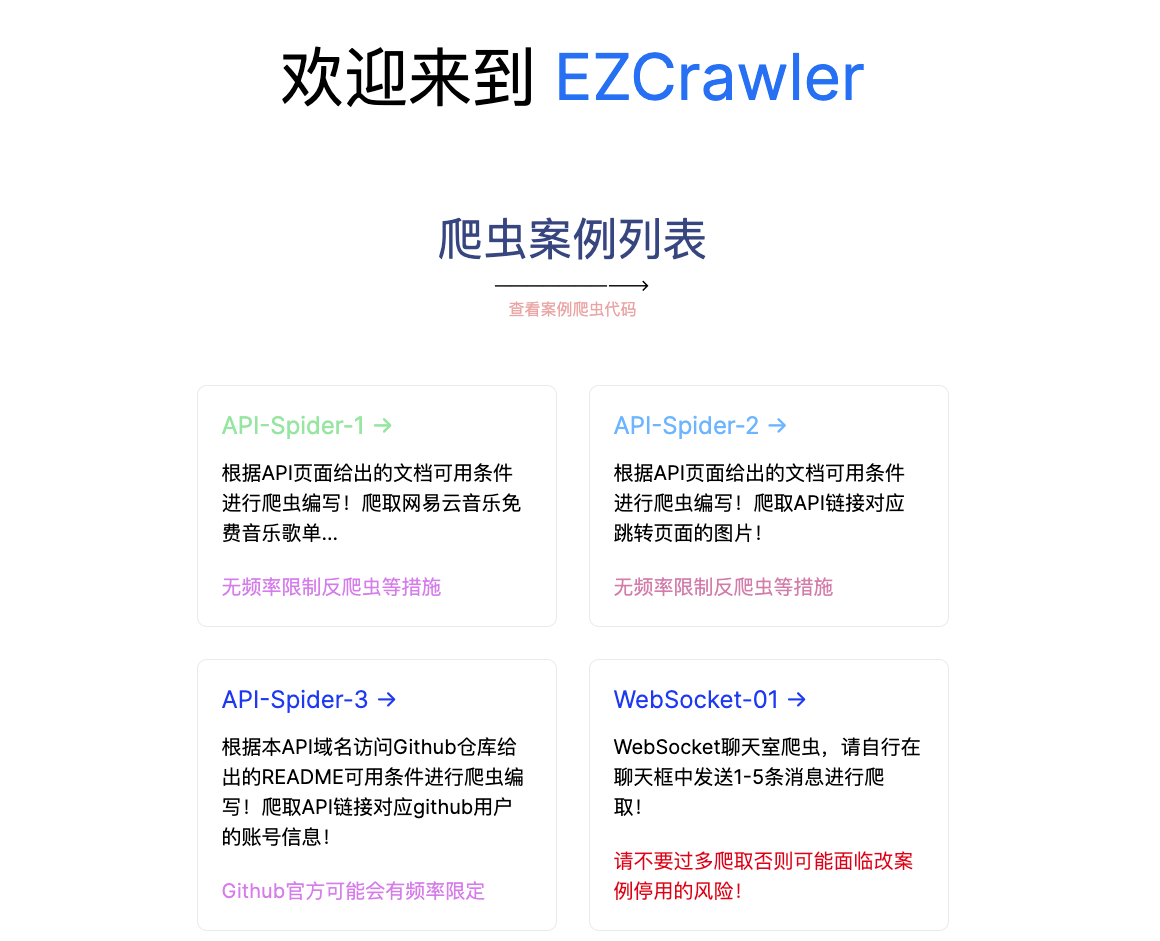 欢迎来到 EZCrawler
爬虫案例列表
查看案例爬虫代码
API-Spider-1 →
根据API页面给出的文档可用条件
进行爬虫编写！爬取网易云音乐免
费音乐歌单...
无频率限制反爬虫等措施
API-Spider-2 →
根据API页面给出的文档可用条件
进行爬虫编写！爬取API链接对应
跳转页面的图片！
无频率限制反爬虫等措施
API-Spider-3 →
根据本API域名访问Github仓库给
出的README可用条件进行爬虫编
写！爬取API链接对应github用户
的账号信息！
Github官方可能会有频率限定
WebSocket-01 →
WebSocket聊天室爬虫，请自行在
聊天框中发送1-5条消息进行爬
取！
请不要过多爬取否则可能面临改案
例停用的风险！